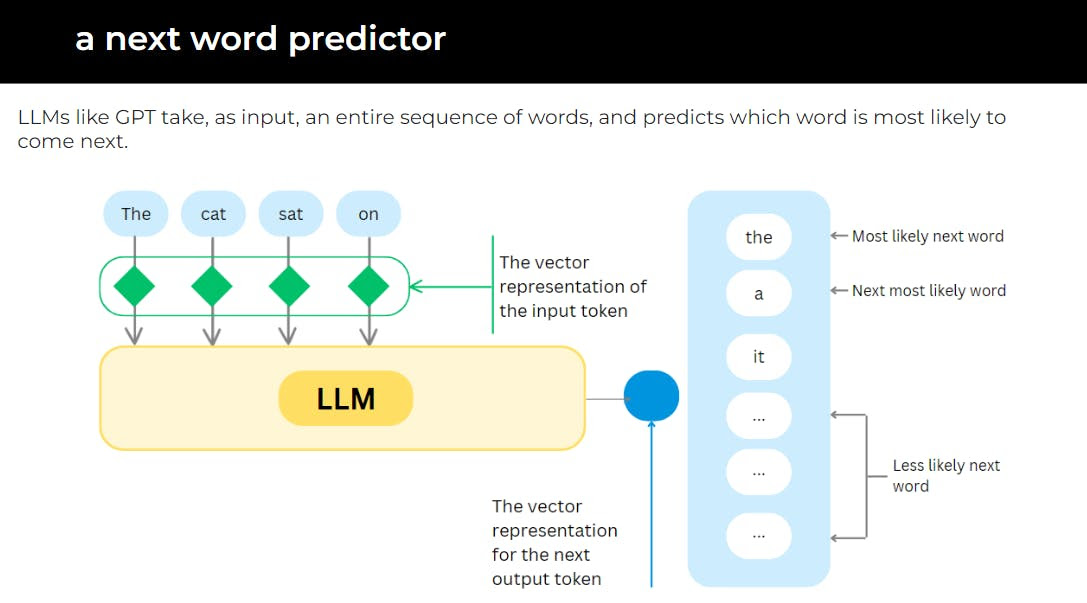 a next word predictor
LLMs like GPT take, as input, an entire sequence of words, and predicts which word is most likely to
come next.
The
cat
sat
on
The vector
representation of
the input token
LLM
The vector
representation
for the next
output token
the
a
it
...
...
...
Most likely next word
Next most likely word
Less likely next
word